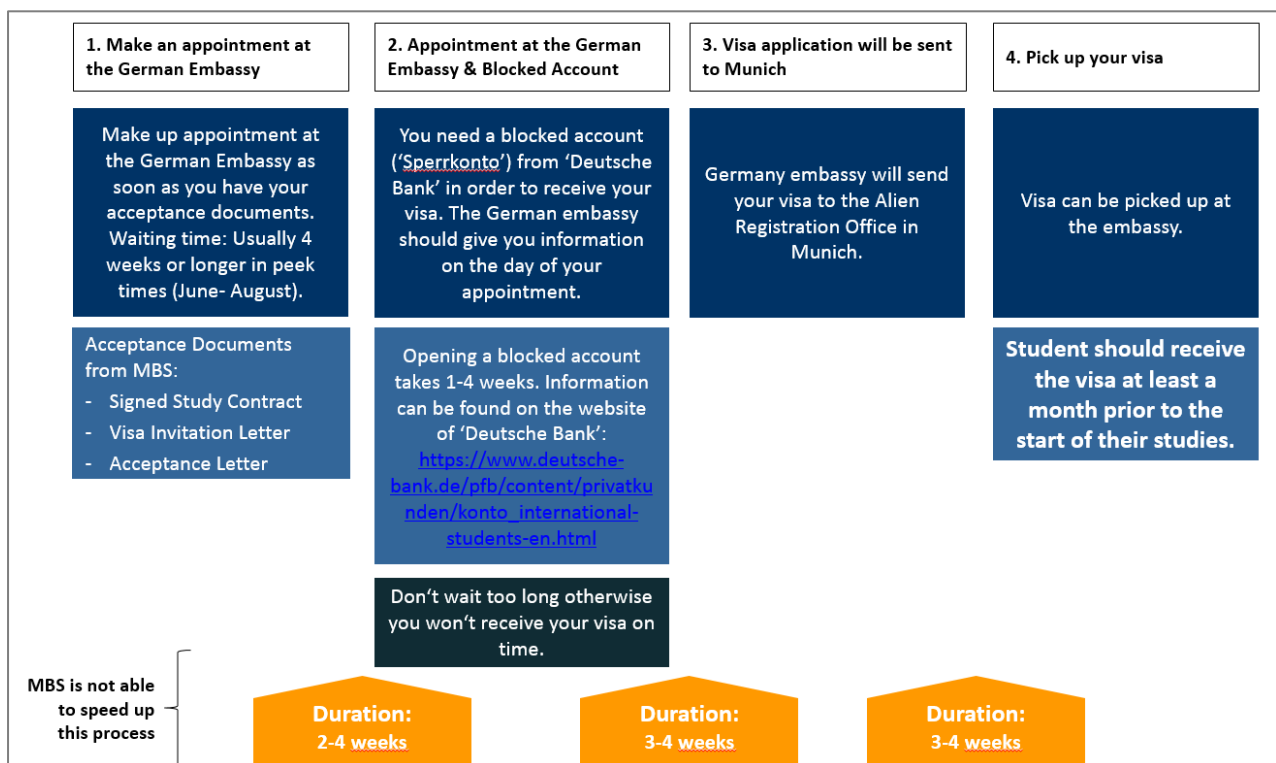 1. Make an appointment at
the German Embassy
2. Appointment at the German
Embassy & Blocked Account
3. Visa application will be sent
to Munich
4. Pick up your visa
Make up appointment at
the German Embassy as
soon as you have your
acceptance documents.
Waiting time: Usually 4
weeks or longer in peek
times (June- August).
You need a blocked account
(‘Sperrkonto’) from ‘Deutsche
Bank’ in order to receive your
visa. The German embassy
should give you information
on the day of your
appointment.
Germany embassy will send
your visa to the Alien
Registration Office in
Munich.
Visa can be picked up at
the embassy.
Acceptance Documents
from MBS:
- Signed Study Contract
- Visa Invitation Letter
- Acceptance Letter
Opening a blocked account
takes 1-4 weeks. Information
can be found on the website
of ‘Deutsche Bank’:
https://www.deutsche-
bank.de/pfb/content/privatku
nden/konto_international-
students-en.html
Student should receive
the visa at least a
month prior to the
start of their studies.
Don‘t wait too long otherwise
you won‘t receive your visa on
time.
MBS is not able
to speed up
this process
Duration:
2-4 weeks
Duration:
3-4 weeks
Duration:
3-4 weeks